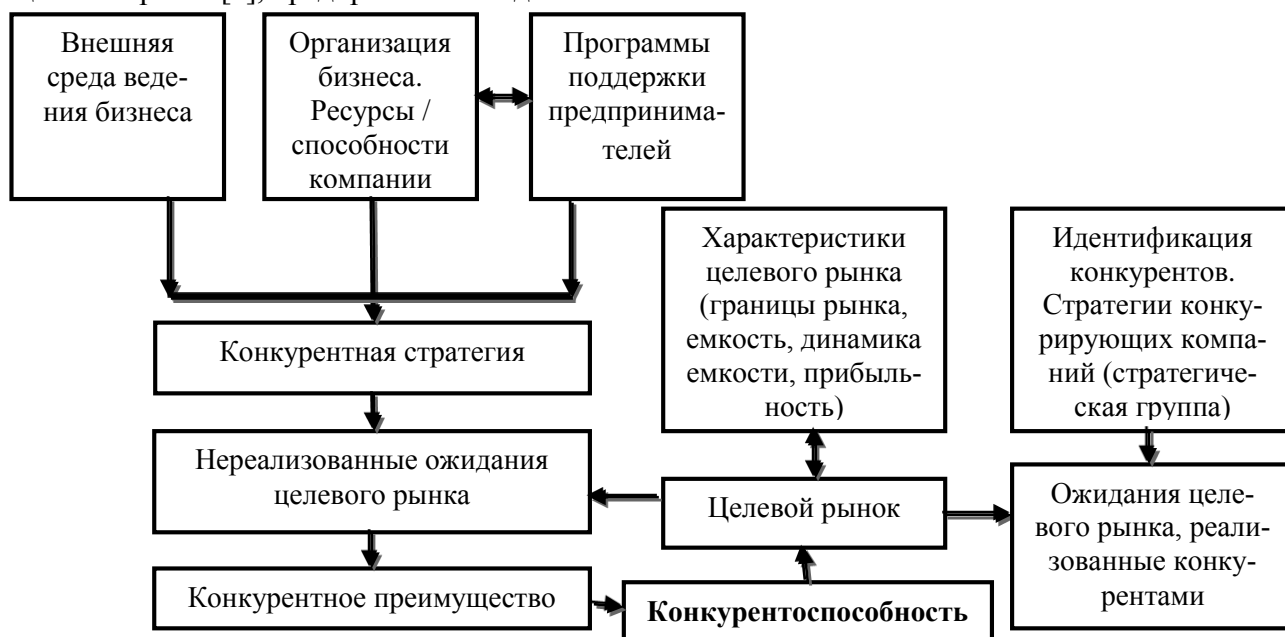 Внешняя
среда веде-
ния бизнеса
Организация
бизнеса.
Ресурсы /
способности
компании
Программы
поддержки
предпринима-
телей
Характеристики
целевого рынка
(границы рынка,
емкость, динамика
емкости, прибыль-
ность)
Идентификация
конкурентов.
Стратегии конку-
рирующих компа-
ний (стратегиче-
ская группа)
Конкурентная стратегия
Нереализованные ожидания
целевого рынка
Целевой рынок
Ожидания целе-
вого рынка, реали-
зованные конку-
рентами
Конкурентное преимущество
Конкурентоспособность